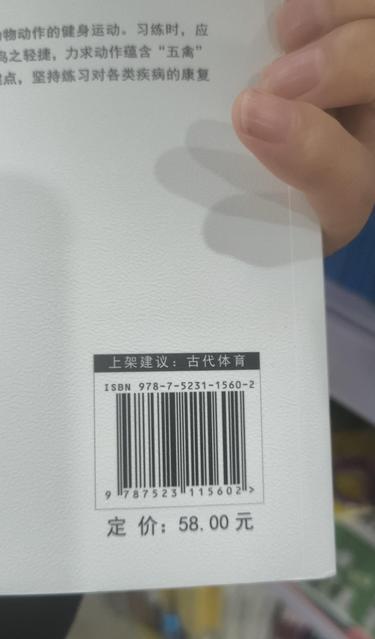 物动作的健身运动。习练时，应
鸟之轻捷，力求动作蕴含“五禽”
点，坚持练习对各类疾病的康复
上架建议：古代体育
ISBN 978-7-5231-1560-2
9 787523 115602 >
定 价：58.00 元